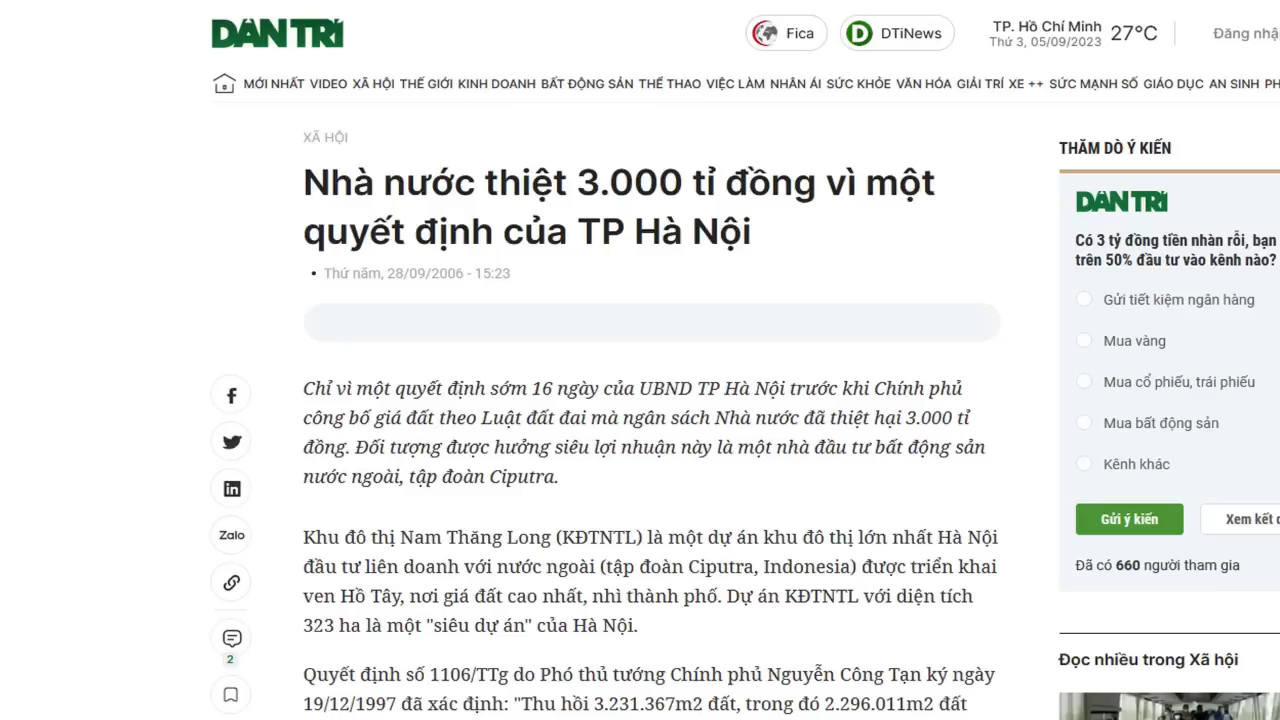 DÂN TRÍ
Fica
DTiNews
TP. Hồ Chí Minh
Thứ 3, 05/09/2023
27°C
Đăng nhậ
MỚI NHẤT VIDEO XÃ HỘI THẾ GIỚI KINH DOANH BẤT ĐỘNG SẢN THỂ THAO VIỆC LÀM NHÂN ÁI SỨC KHỎE VĂN HÓA GIẢI TRÍ XE ++ SỨC MẠNH SỐ GIÁO DỤC AN SINH PH
XÃ HỘI
Nhà nước thiệt 3.000 tỉ đồng vì một
quyết định của TP Hà Nội
• Thứ năm, 28/09/2006 - 15:23
Chỉ vì một quyết định sớm 16 ngày của UBND TP Hà Nội trước khi Chính phủ
công bố giá đất theo Luật đất đai mà ngân sách Nhà nước đã thiệt hại 3.000 tỉ
đồng. Đối tượng được hưởng siêu lợi nhuận này là một nhà đầu tư bất động sản
nước ngoài, tập đoàn Ciputra.
Khu đô thị Nam Thăng Long (KĐTNTL) là một dự án khu đô thị lớn nhất Hà Nội
đầu tư liên doanh với nước ngoài (tập đoàn Ciputra, Indonesia) được triển khai
ven Hồ Tây, nơi giá đất cao nhất, nhì thành phố. Dự án KĐTNTL với diện tích
323 ha là một "siêu dự án" của Hà Nội.
Quyết định số 1106/TTg do Phó thủ tướng Chính phủ Nguyễn Công Tạn ký ngày
19/12/1997 đã xác định: "Thu hồi 3.231.367m2 đất, trong đó 2.296.011m2 đất
Zalo
2
THĂM DÒ Ý KIẾN
DÂN TRÍ
Có 3 tỷ đồng tiền nhàn rỗi, bạn
trên 50% đầu tư vào kênh nào?
Gửi tiết kiệm ngân hàng
Mua vàng
Mua cổ phiếu, trái phiếu
Mua bất động sản
Kênh khác
Gửi ý kiến
Xem kết q
Đã có 660 người tham gia
Đọc nhiều trong Xã hội